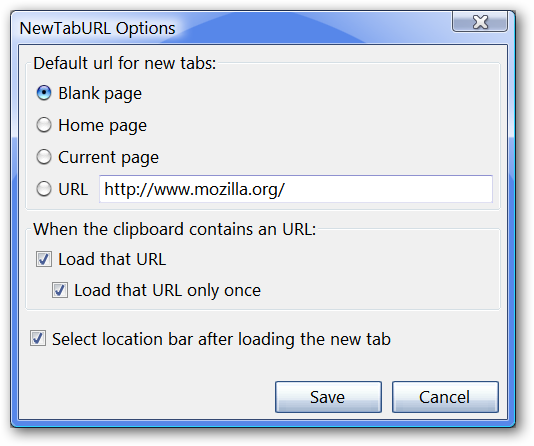 NewTabURL Options
Default url for new tabs:
Blank page
Home page
Current page
URL http://www.mozilla.org/
When the clipboard contains an URL:
Load that URL
Load that URL only once
Select location bar after loading the new tab
Save Cancel